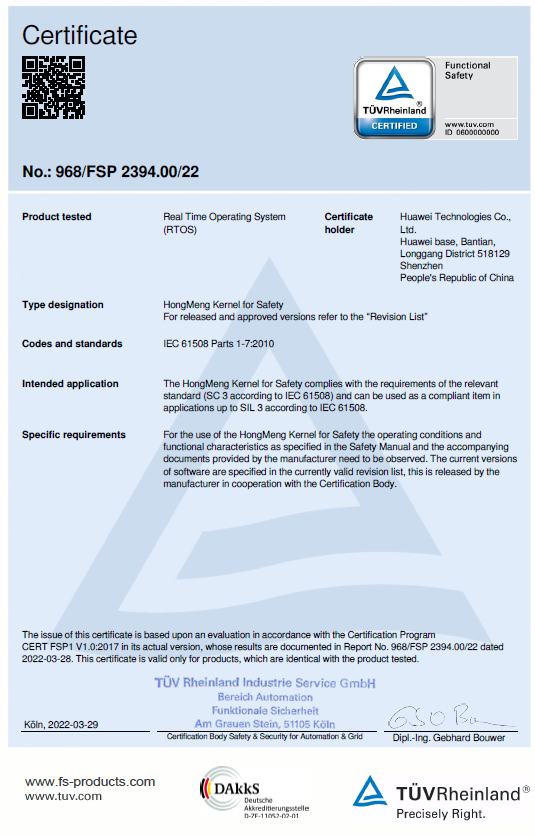 Certificate
TÜVRheinland®
CERTIFIED
Functional
Safety
www.tuv.com
ID 0600000000
No.: 968/FSP 2394.00/22
Product tested
Real Time Operating System
(RTOS)
Certificate
holder
Huawei Technologies Co.,
Ltd.
Huawei base, Bantian,
Longgang District 518129
Shenzhen
People's Republic of China
Type designation
HongMeng Kernel for Safety
For released and approved versions refer to the “Revision List”
Codes and standards
IEC 61508 Parts 1-7:2010
Intended application
The HongMeng Kernel for Safety complies with the requirements of the relevant
standard (SC 3 according to IEC 61508) and can be used as a compliant item in
applications up to SIL 3 according to IEC 61508.
Specific requirements
For the use of the HongMeng Kernel for Safety the operating conditions and
functional characteristics as specified in the Safety Manual and the accompanying
documents provided by the manufacturer need to be observed. The current versions
of software are specified in the currently valid revision list, this is released by the
manufacturer in cooperation with the Certification Body.
The issue of this certificate is based upon an evaluation in accordance with the Certification Program
CERT FSP1 V1.0:2017 in its actual version, whose results are documented in Report No. 968/FSP 2394.00/22 dated
2022-03-28. This certificate is valid only for products, which are identical with the product tested.
TÜV Rheinland Industrie Service GmbH
Bereich Automation
Funktionale Sicherheit
Am Grauen Stein, 51105 Köln
Köln, 2022-03-29
Certification Body Safety & Security for Automation & Grid
Dipl.-Ing. Gebhard Bouwer
www.fs-products.com
www.tuv.com
DAkkS
Deutsche
Akkreditierungsstelle
D-ZE-11052-02-01
TÜVRheinland®
Precisely Right.